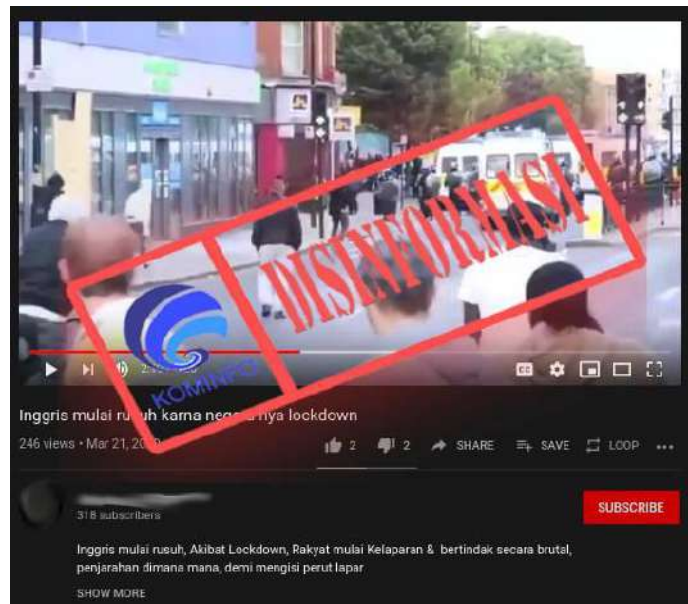 DISINFORMASI
KOMINFO
Inggris mulai rusuh karna negara nya lockdown
246 views • Mar 21,
2
2
SHARE
SAVE
LOOP
318 subscribers
SUBSCRIBE
Inggris mulai rusuh, Akibat Lockdown, Rakyat mulai Kelaparan & bertindak secara brutal,
penjarahan dimana mana, demi mengisi perut lapar
SHOW MORE